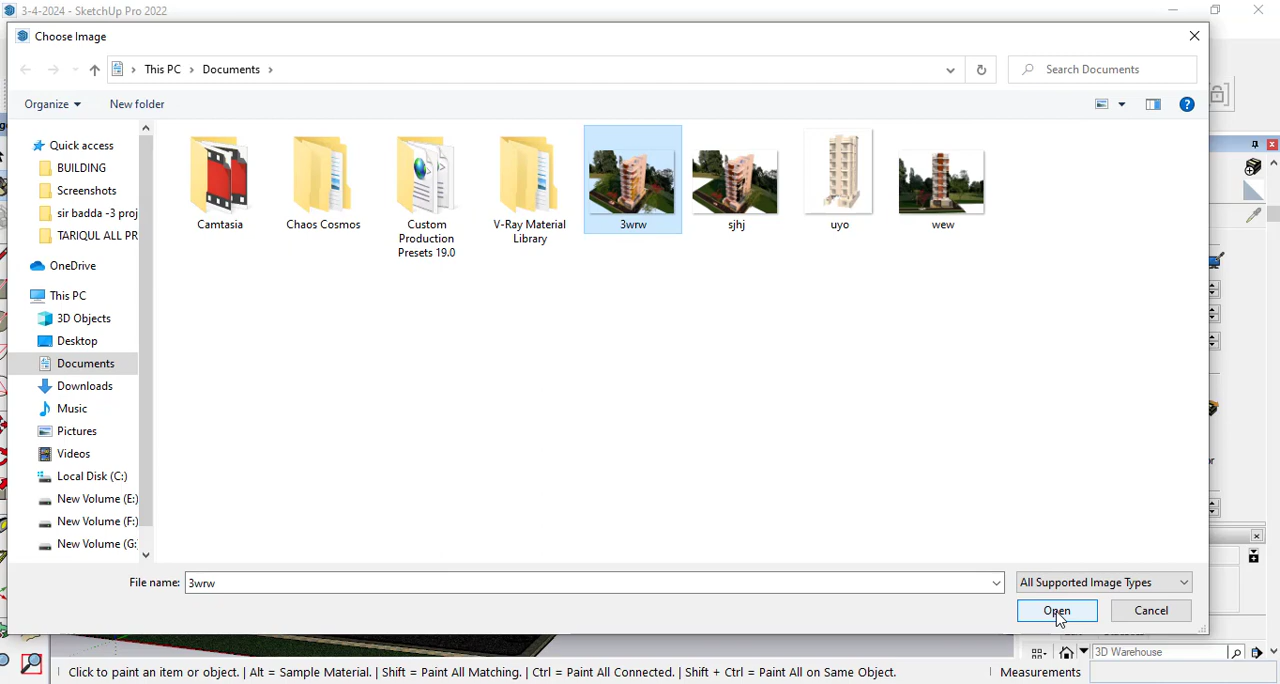 3-4-2024 - SketchUp Pro 2022
Choose Image
This PC
Documents
Search Documents
Organize
New folder
Quick access
BUILDING
Screenshots
sir badda -3 proj
TARIQUL ALL PR
OneDrive
This PC
3D Objects
Desktop
Documents
Downloads
Music
Pictures
Videos
Local Disk (C:)
New Volume (E:)
New Volume (F:)
New Volume (G:
Camtasia
Chaos Cosmos
Custom
Production
Presets 19.0
V-Ray Material
Library
3wrw
sjhj
uyo
wew
File name:
3wrw
All Supported Image Types
Open
Cancel
3D Warehouse
Click to paint an item or object. | Alt = Sample Material. | Shift = Paint All Matching. | Ctrl = Paint All Connected. | Shift + Ctrl = Paint All on Same Object.
Measurements